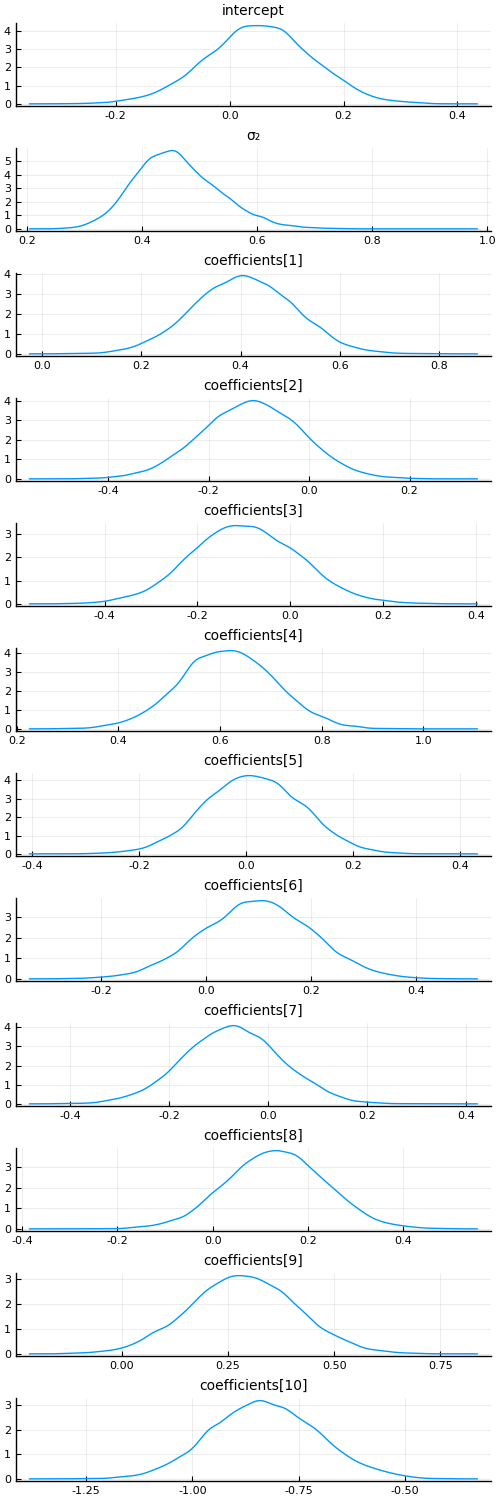 intercept
4
3
2
1
0
-0.2 0.0 0.2 0.4
σ₂
5
4
3
2
1
0
0.2 0.4 0.6 0.8 1.0
coefficients[1]
4
3
2
1
0
0.0 0.2 0.4 0.6 0.8
coefficients[2]
4
3
2
1
0
-0.4 -0.2 0.0 0.2
coefficients[3]
3
2
1
0
-0.4 -0.2 0.0 0.2 0.4
coefficients[4]
4
3
2
1
0
0.2 0.4 0.6 0.8 1.0
coefficients[5]
4
3
2
1
0
-0.4 -0.2 0.0 0.2 0.4
coefficients[6]
3
2
1
0
-0.2 0.0 0.2 0.4
coefficients[7]
4
3
2
1
0
-0.4 -0.2 0.0 0.2 0.4
coefficients[8]
3
2
1
0
-0.4 -0.2 0.0 0.2 0.4
coefficients[9]
3
2
1
0
0.00 0.25 0.50 0.75
coefficients[10]
3
2
1
0
-1.25 -1.00 -0.75 -0.50